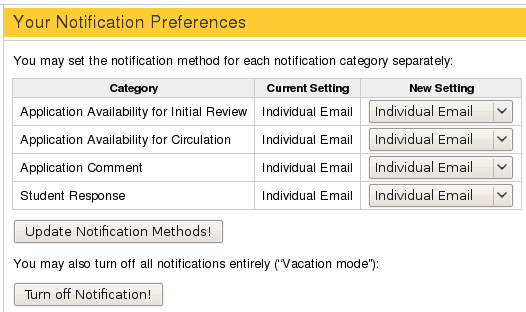 Your Notification Preferences
You may set the notification method for each notification category separately:
Category Current Setting New Setting
Application Availability for Initial Review Individual Email Individual Email
Application Availability for Circulation Individual Email Individual Email
Application Comment Individual Email Individual Email
Student Response Individual Email Individual Email
Update Notification Methods!
You may also turn off all notifications entirely (“Vacation mode”):
Turn off Notification!